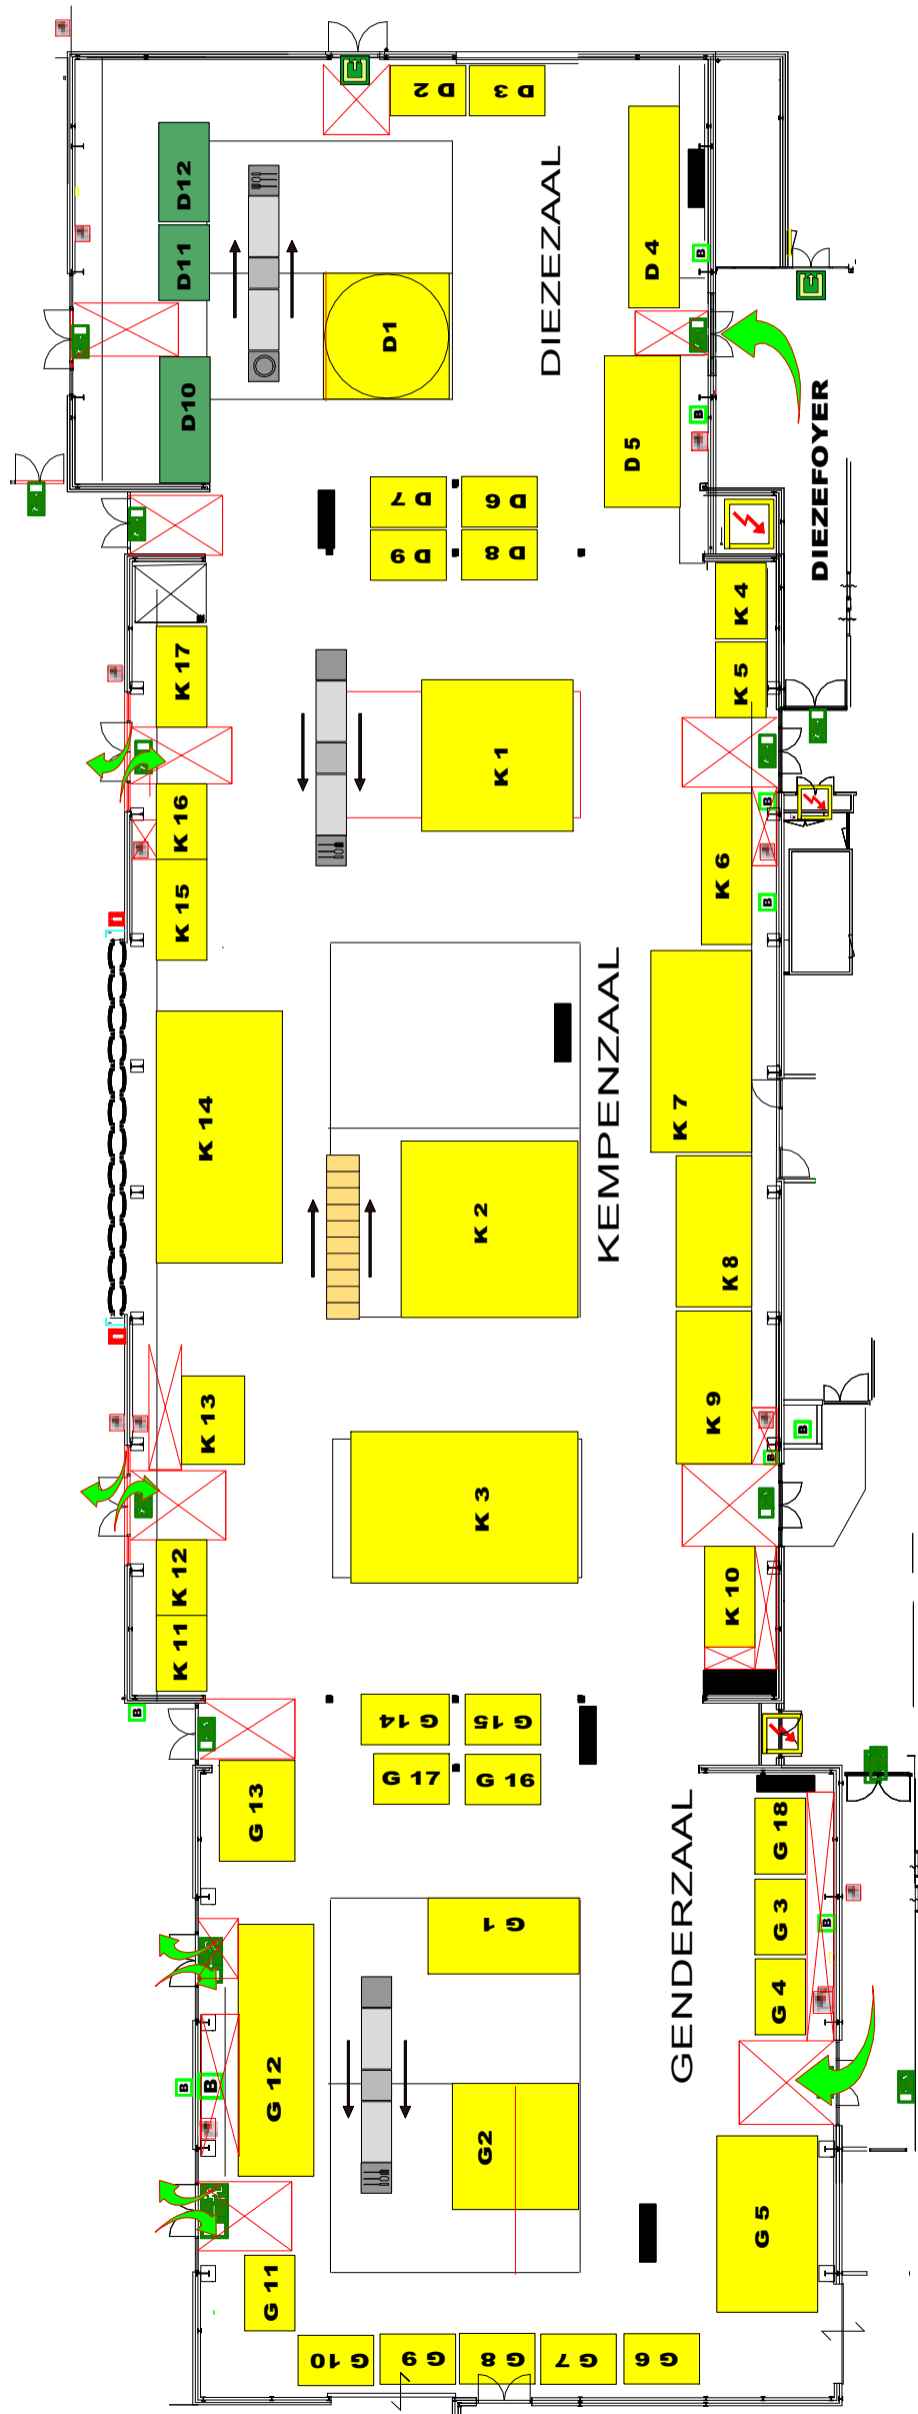 D 2
D 3
D12
D11
D10
D1
D 4
D 5
DIEZEZAAL
DIEZEFOYER
B
B
D 7
D 6
D 9
D 8
K 4
K 5
K 17
K 16
K 15
K 1
K 6
B
B
K 14
KEMPENZAAL
K 7
K 2
K 8
K 13
K 9
B
B
K 3
K 12
K 11
K 10
B
G 14
G 15
G 17
G 16
G 13
GENDERZAAL
G 18
G 3
B
G 4
G 1
G 12
B
B
G2
G 5
G 11
G 10
G 9
G 8
G 7
G 6